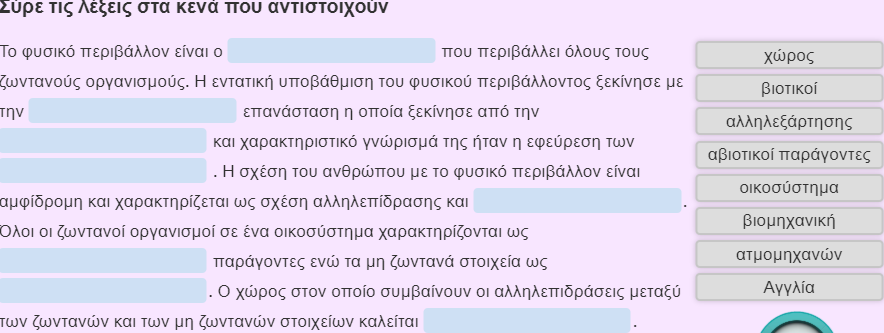 Σύρε τις λέξεις στα κενά που αντιστοιχούν
Το φυσικό περιβάλλον είναι ο που περιβάλλει όλους τους
ζωντανούς οργανισμούς. Η εντατική υποβάθμιση του φυσικού περιβάλλοντος ξεκίνησε με
την επανάσταση η οποία ξεκίνησε από την
και χαρακτηριστικό γνώρισμά της ήταν η εφεύρεση των
. Η σχέση του ανθρώπου με το φυσικό περιβάλλον είναι
αμφίδρομη και χαρακτηρίζεται ως σχέση αλληλεπίδρασης και .
Όλοι οι ζωντανοί οργανισμοί σε ένα οικοσύστημα χαρακτηρίζονται ως
παράγοντες ενώ τα μη ζωντανά στοιχεία ως
. Ο χώρος στον οποίο συμβαίνουν οι αλληλεπιδράσεις μεταξύ
των ζωντανών και των μη ζωντανών στοιχείων καλείται .
χώρος
βιοτικοί
αλληλεξάρτησης
αβιοτικοί παράγοντες
οικοσύστημα
βιομηχανική
ατμομηχανών
Αγγλία